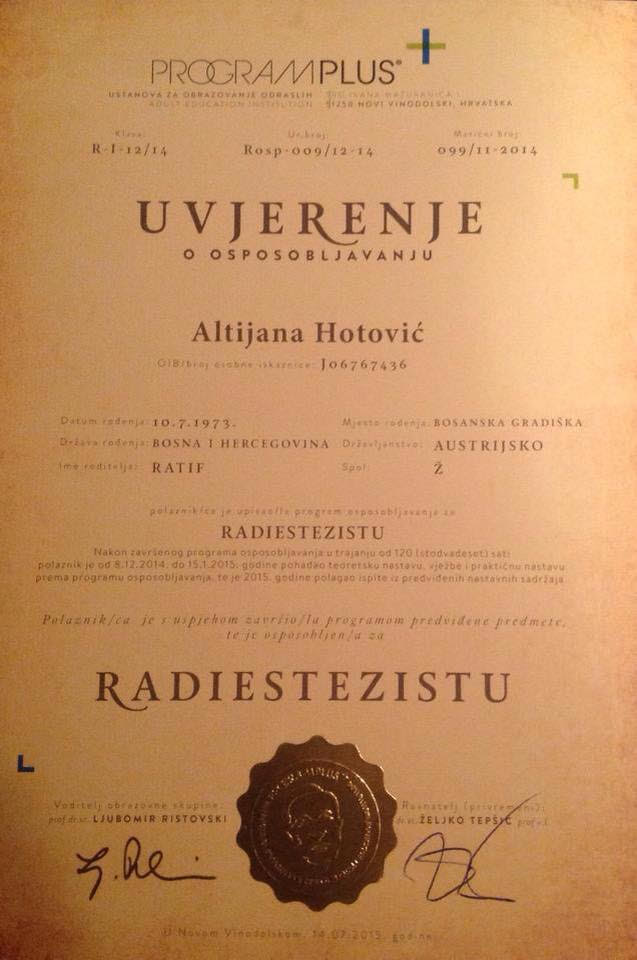 PROGRAMPLUS®
USTANOVA ZA OBRAZOVANJE ODRASLIH
ADULT EDUCATION INSTITUTION
IVANA MAŽURANIĆA 1
51250 NOVI VINODOLSKI, HRVATSKA
Klasa: Ur.broj: Matični broj:
R-I-12/14 Rosp-009/12-14 099/11-2014
UVJERENJE
O OSPOSOBLJAVANJU
Altijana Hotović
OIB/broj osobne iskaznice: J06767436
Datum rođenja: 10.7.1973. Mjesto rođenja: BOSANSKA GRADIŠKA
Država rođenja: BOSNA I HERCEGOVINA Državljanstvo: AUSTRIJSKO
Ime roditelja: RATIF Spol: Ž
polaznik/ca je upisao/la program osposobljavanja za
RADIESTEZISTU
Nakon završenog programa osposobljavanja u trajanju od 120 (stodvadeset) sati
polaznik je od 8.12.2014. do 15.1.2015. godine pohađao teoretsku nastavu, vježbe i praktičnu nastavu
prema programu osposobljavanja, te je 2015. godine polagao ispite iz predviđenih nastavnih sadržaja
Polaznik/ca je s uspjehom završio/la programom predviđene predmete,
te je osposobljen/a za
RADIESTEZISTU
Voditelj obrazovne skupine:
prof.dr.sc. LJUBOMIR RISTOVSKI
Ravnatelj (privremeni):
dr.sc. ŽELJKO TEPŠIĆ prof.v.š.
U Novom Vinodolskom, 14.07.2015. godine